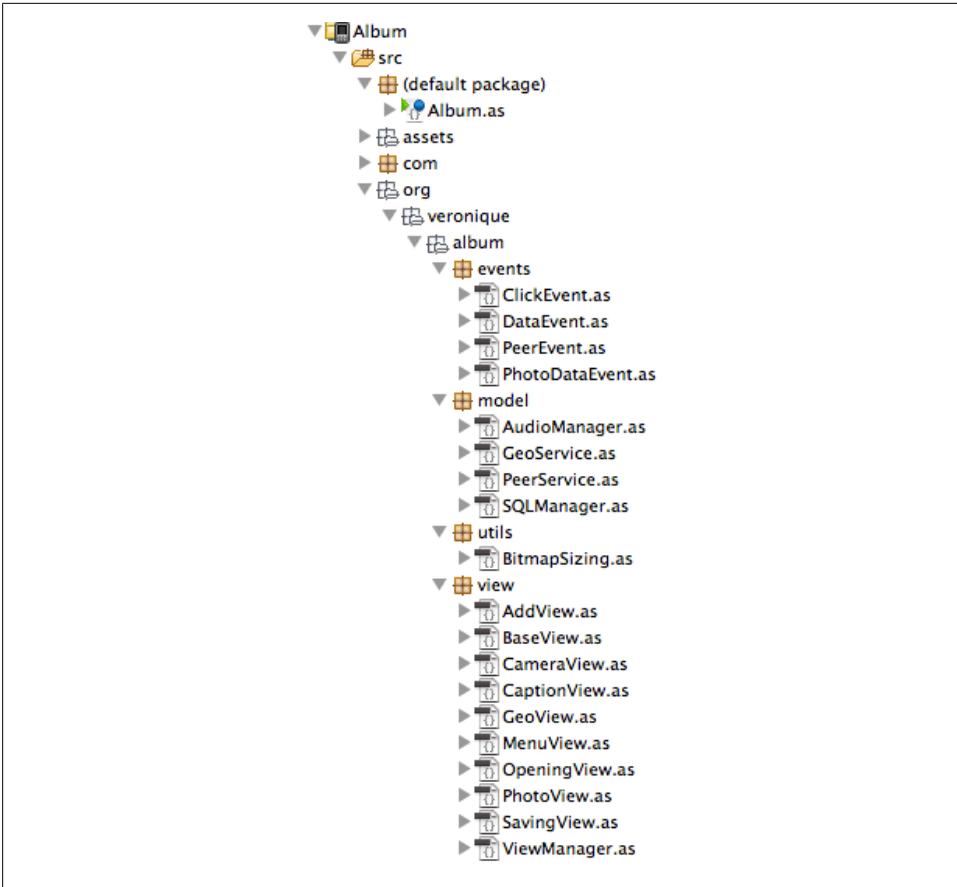 Album
src
(default package)
Album.as
assets
com
org
veronique
album
events
ClickEvent.as
DataEvent.as
PeerEvent.as
PhotoDataEvent.as
model
AudioManager.as
GeoService.as
PeerService.as
SQLManager.as
utils
BitmapSizing.as
view
AddView.as
BaseView.as
CameraView.as
CaptionView.as
GeoView.as
MenuView.as
OpeningView.as
PhotoView.as
SavingView.as
ViewManager.as